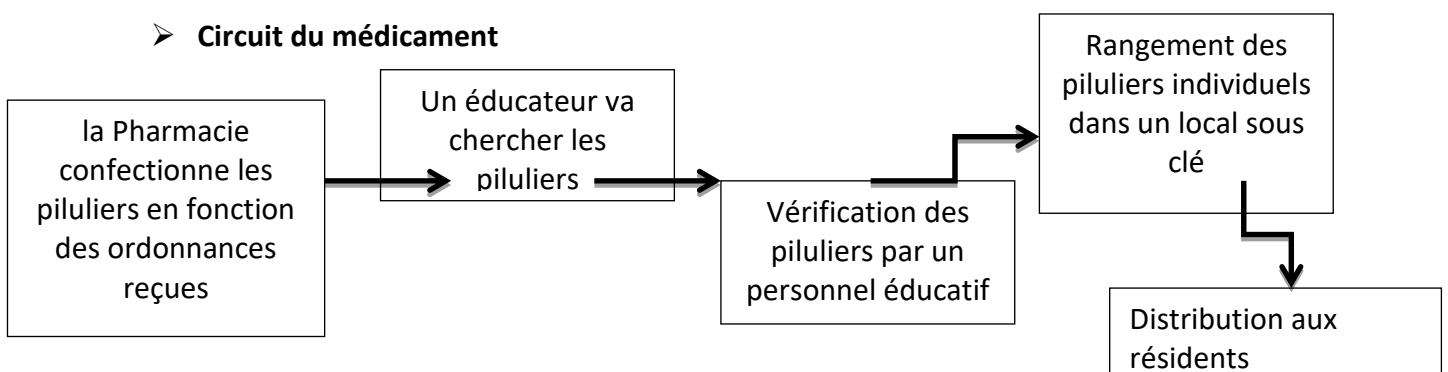 ➢ Circuit du médicament
la Pharmacie
confectionne les
piluliers en fonction
des ordonnances
reçues
Un éducateur va
chercher les
piluliers
Vérification des
piluliers par un
personnel éducatif
Rangement des
piluliers individuels
dans un local sous
clé
Distribution aux
résidents